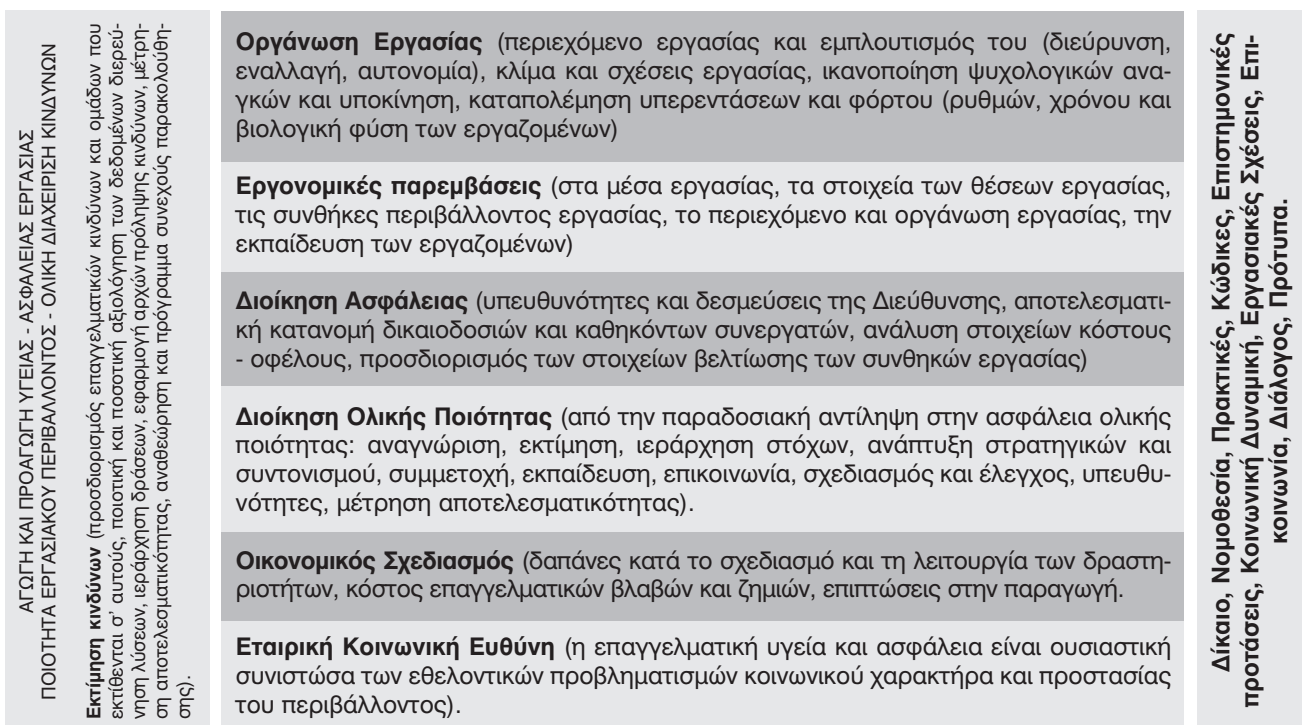 ΑΓΩΓΗ ΚΑΙ ΠΡΟΑΓΩΓΗ ΥΓΕΙΑΣ - ΑΣΦΑΛΕΙΑΣ ΕΡΓΑΣΙΑΣ
ΠΟΙΟΤΗΤΑ ΕΡΓΑΣΙΑΚΟΥ ΠΕΡΙΒΑΛΛΟΝΤΟΣ - ΟΛΙΚΗ ΔΙΑΧΕΙΡΙΣΗ ΚΙΝΔΥΝΩΝ
Εκτίμηση κινδύνων (προσδιορισμός επαγγελματικών κινδύνων και ομάδων που
εκτίθενται σ' αυτούς, ποιοτική και ποσοτική αξιολόγηση των δεδομένων διερεύ-
νηση λύσεων, ιεράρχηση δράσεων, εφαρμογή αρχών πρόληψης κινδύνων, μέτρη-
ση αποτελεσματικότητας, αναθεώρηση και πρόγραμμα συνεχούς παρακολούθη-
σης).
Οργάνωση Εργασίας (περιεχόμενο εργασίας και εμπλουτισμός του (διεύρυνση,
εναλλαγή, αυτονομία), κλίμα και σχέσεις εργασίας, ικανοποίηση ψυχολογικών ανα-
γκών και υποκίνηση, καταπολέμηση υπερεντάσεων και φόρτου (ρυθμών, χρόνου και
βιολογική φύση των εργαζομένων)
Εργονομικές παρεμβάσεις (στα μέσα εργασίας, τα στοιχεία των θέσεων εργασίας,
τις συνθήκες περιβάλλοντος εργασίας, το περιεχόμενο και οργάνωση εργασίας, την
εκπαίδευση των εργαζομένων)
Διοίκηση Ασφάλειας (υπευθυνότητες και δεσμεύσεις της Διεύθυνσης, αποτελεσματι-
κή κατανομή δικαιοδοσιών και καθηκόντων συνεργατών, ανάλυση στοιχείων κόστους
- οφέλους, προσδιορισμός των στοιχείων βελτίωσης των συνθηκών εργασίας)
Διοίκηση Ολικής Ποιότητας (από την παραδοσιακή αντίληψη στην ασφάλεια ολικής
ποιότητας: αναγνώριση, εκτίμηση, ιεράρχηση στόχων, ανάπτυξη στρατηγικών και
συντονισμού, συμμετοχή, εκπαίδευση, επικοινωνία, σχεδιασμός και έλεγχος, υπευθυ-
νότητες, μέτρηση αποτελεσματικότητας).
Οικονομικός Σχεδιασμός (δαπάνες κατά το σχεδιασμό και τη λειτουργία των δραστη-
ριοτήτων, κόστος επαγγελματικών βλαβών και ζημιών, επιπτώσεις στην παραγωγή.
Εταιρική Κοινωνική Ευθύνη (η επαγγελματική υγεία και ασφάλεια είναι ουσιαστική
συνιστώσα των εθελοντικών προβληματισμών κοινωνικού χαρακτήρα και προστασίας
του περιβάλλοντος).
Δίκαιο, Νομοθεσία, Πρακτικές, Κώδικες, Επιστημονικές
προτάσεις, Κοινωνική Δυναμική, Εργασιακές Σχέσεις, Επι-
κοινωνία, Διάλογος, Πρότυπα.